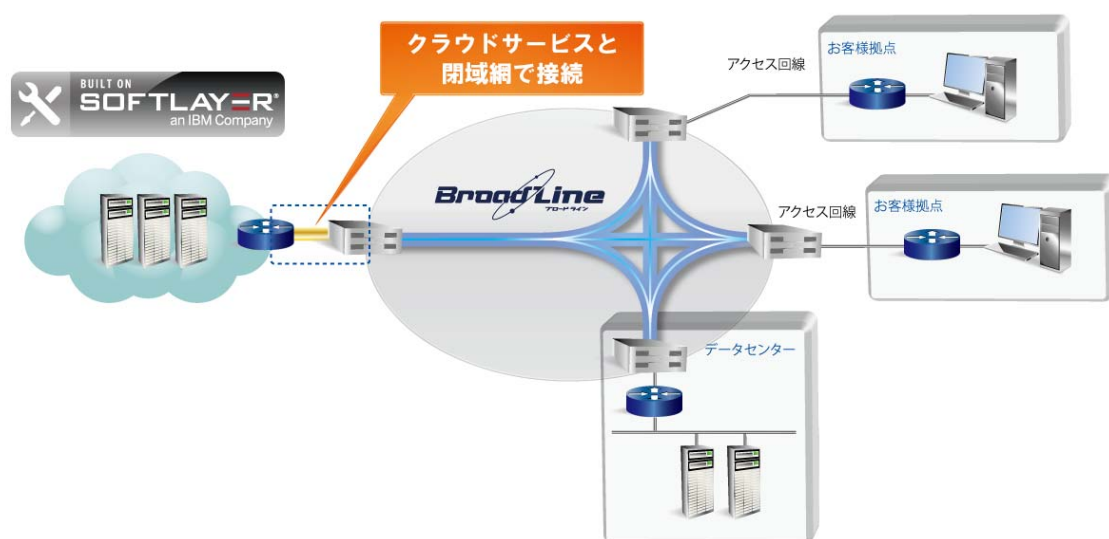 クラウドサービスと
閉域網で接続
BUILT ON
SOFTLAYER®
an IBM Company
BroadLine
ブロードライン
アクセス回線
お客様拠点
アクセス回線
お客様拠点
データセンター